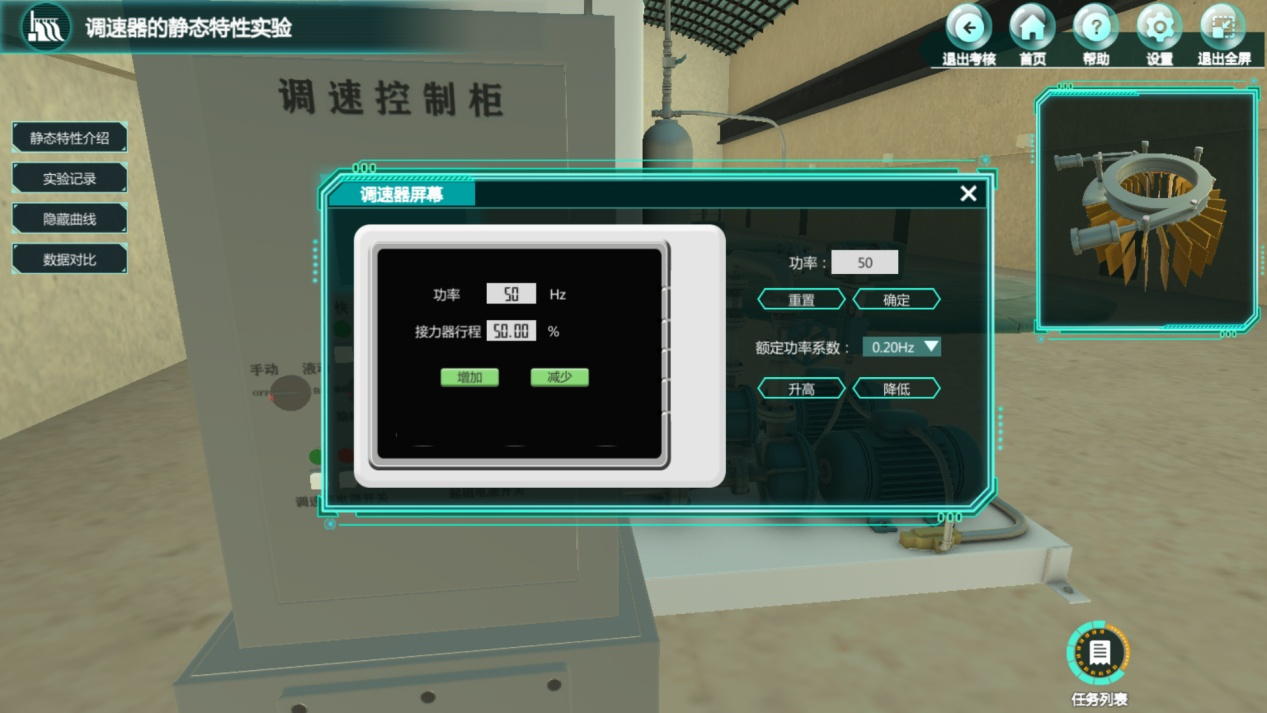 调速器的静态特性实验
退出考核
首页
帮助
设置
退出全屏
调速控制柜
静态特性介绍
实验记录
隐藏曲线
数据对比
调速器屏幕
功率 50 Hz
接力器行程 50.00 %
增加
减少
功率： 50
重置
确定
额定功率系数： 0.20Hz
升高
降低
手动
OFF
任务列表